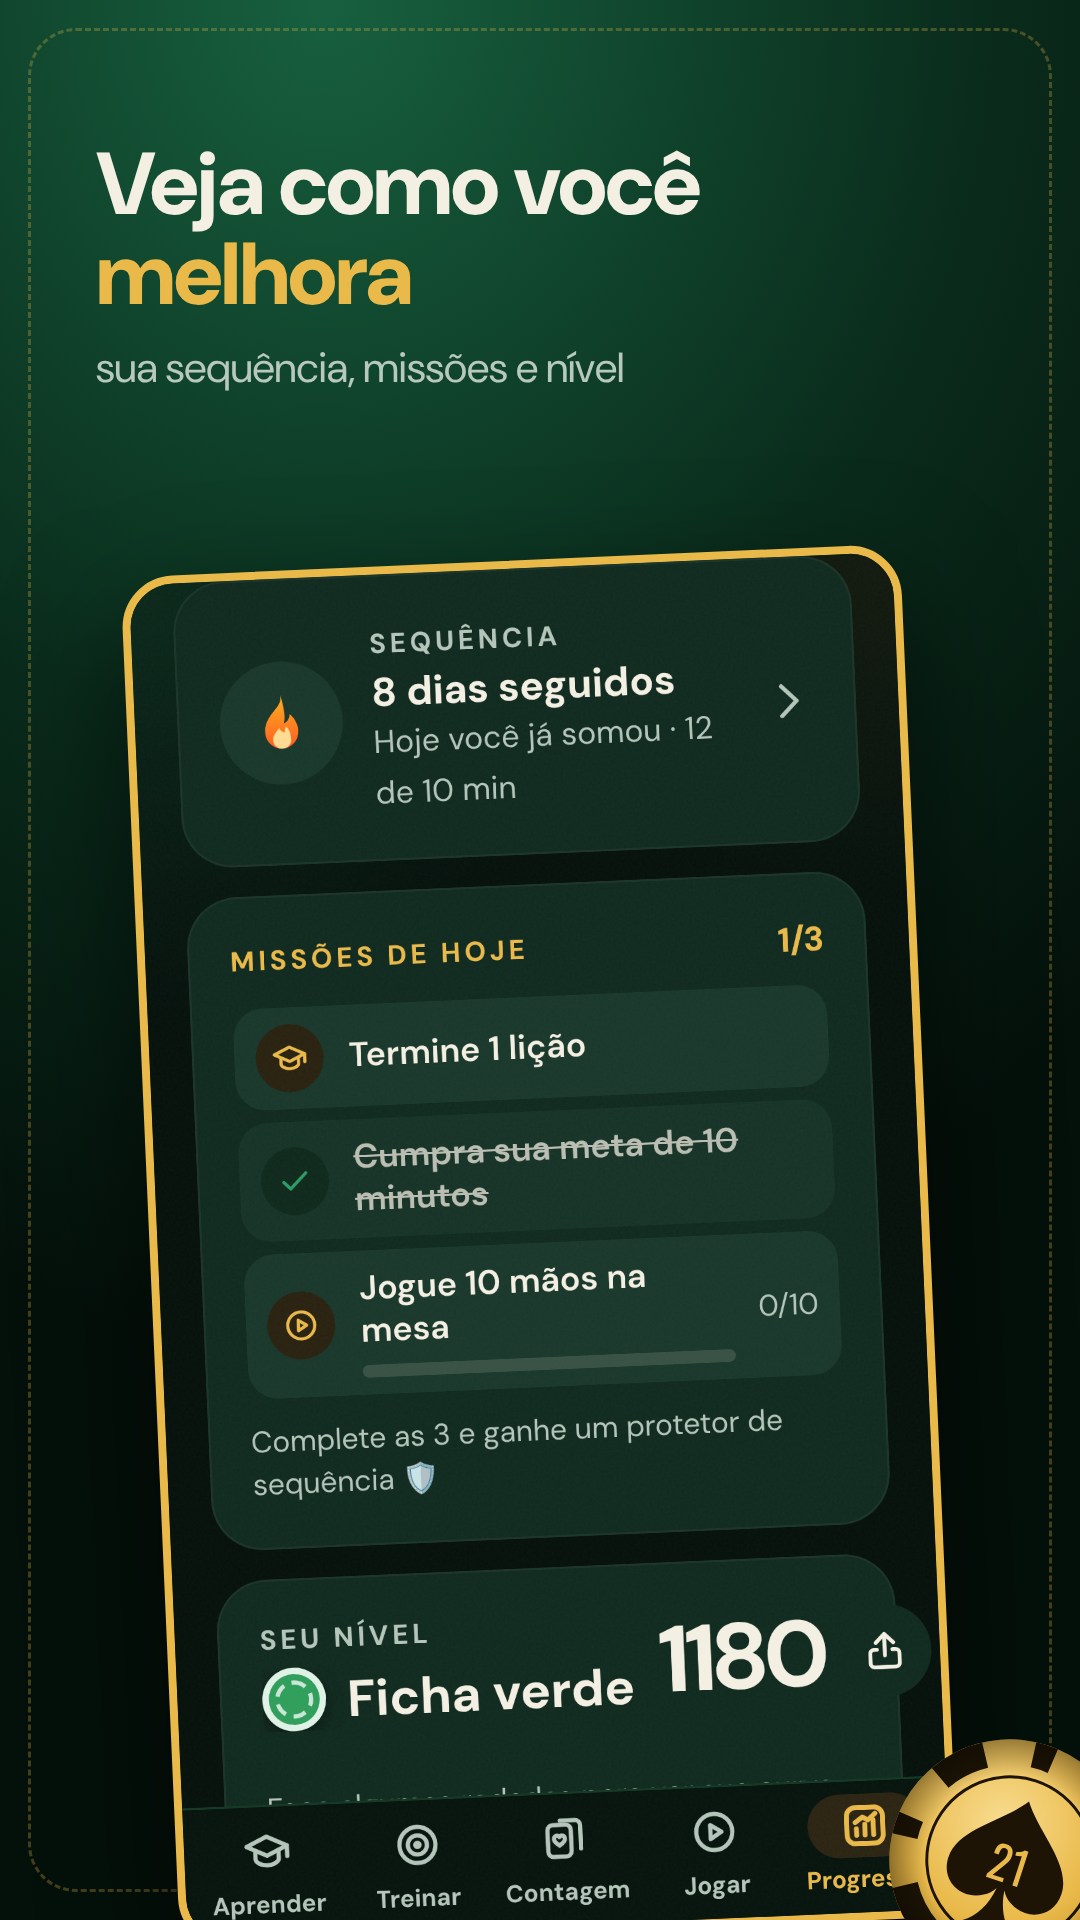 Veja como você
melhora
sua sequência, missões e nível
SEQUÊNCIA
8 dias seguidos
Hoje você já somou · 12
de 10 min
MISSÕES DE HOJE
1/3
Termine 1 lição
Cumpra sua meta de 10
minutos
Jogue 10 mãos na
mesa
0/10
Complete as 3 e ganhe um protetor de
sequência 🛡️
SEU NÍVEL
Ficha verde
1180
Aprender
Treinar
Contagem
Jogar
Progres
21